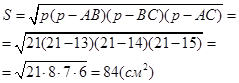 S = √p(p−AB)(p−BC)(p−AC) =
= √21(21−13)(21−14)(21−15) =
= √21·8·7·6 = 84(см²)